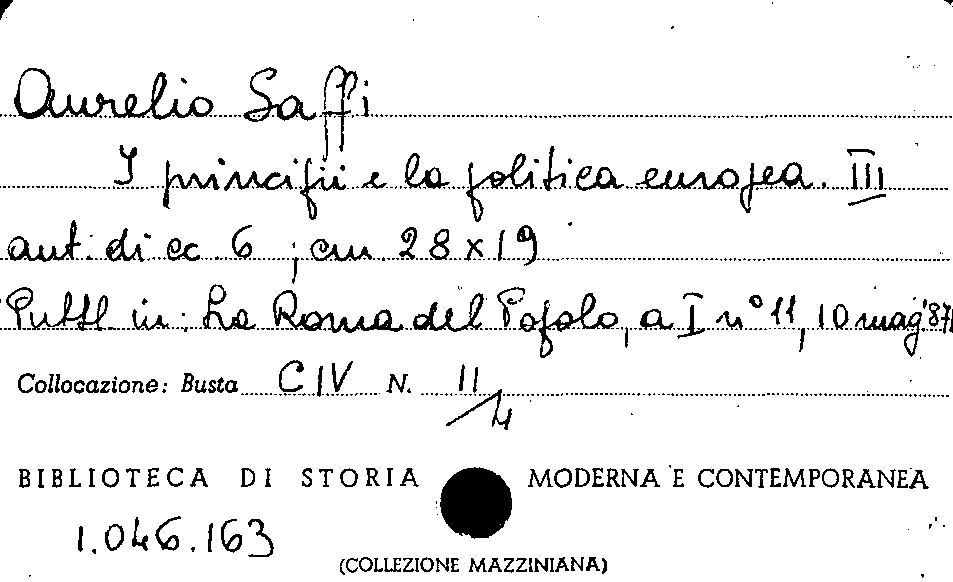 Aurelio Saffi
I principii e la politica europea. III
aut. di cc. 6 ; cm. 28 x 19
Pubbl in: La Roma del Popolo, a I n° 11, 10 mag. '871
Collocazione: Busta CIV N. 11/4
BIBLIOTECA DI STORIA MODERNA E CONTEMPORANEA
1.046.163
(COLLEZIONE MAZZINIANA)